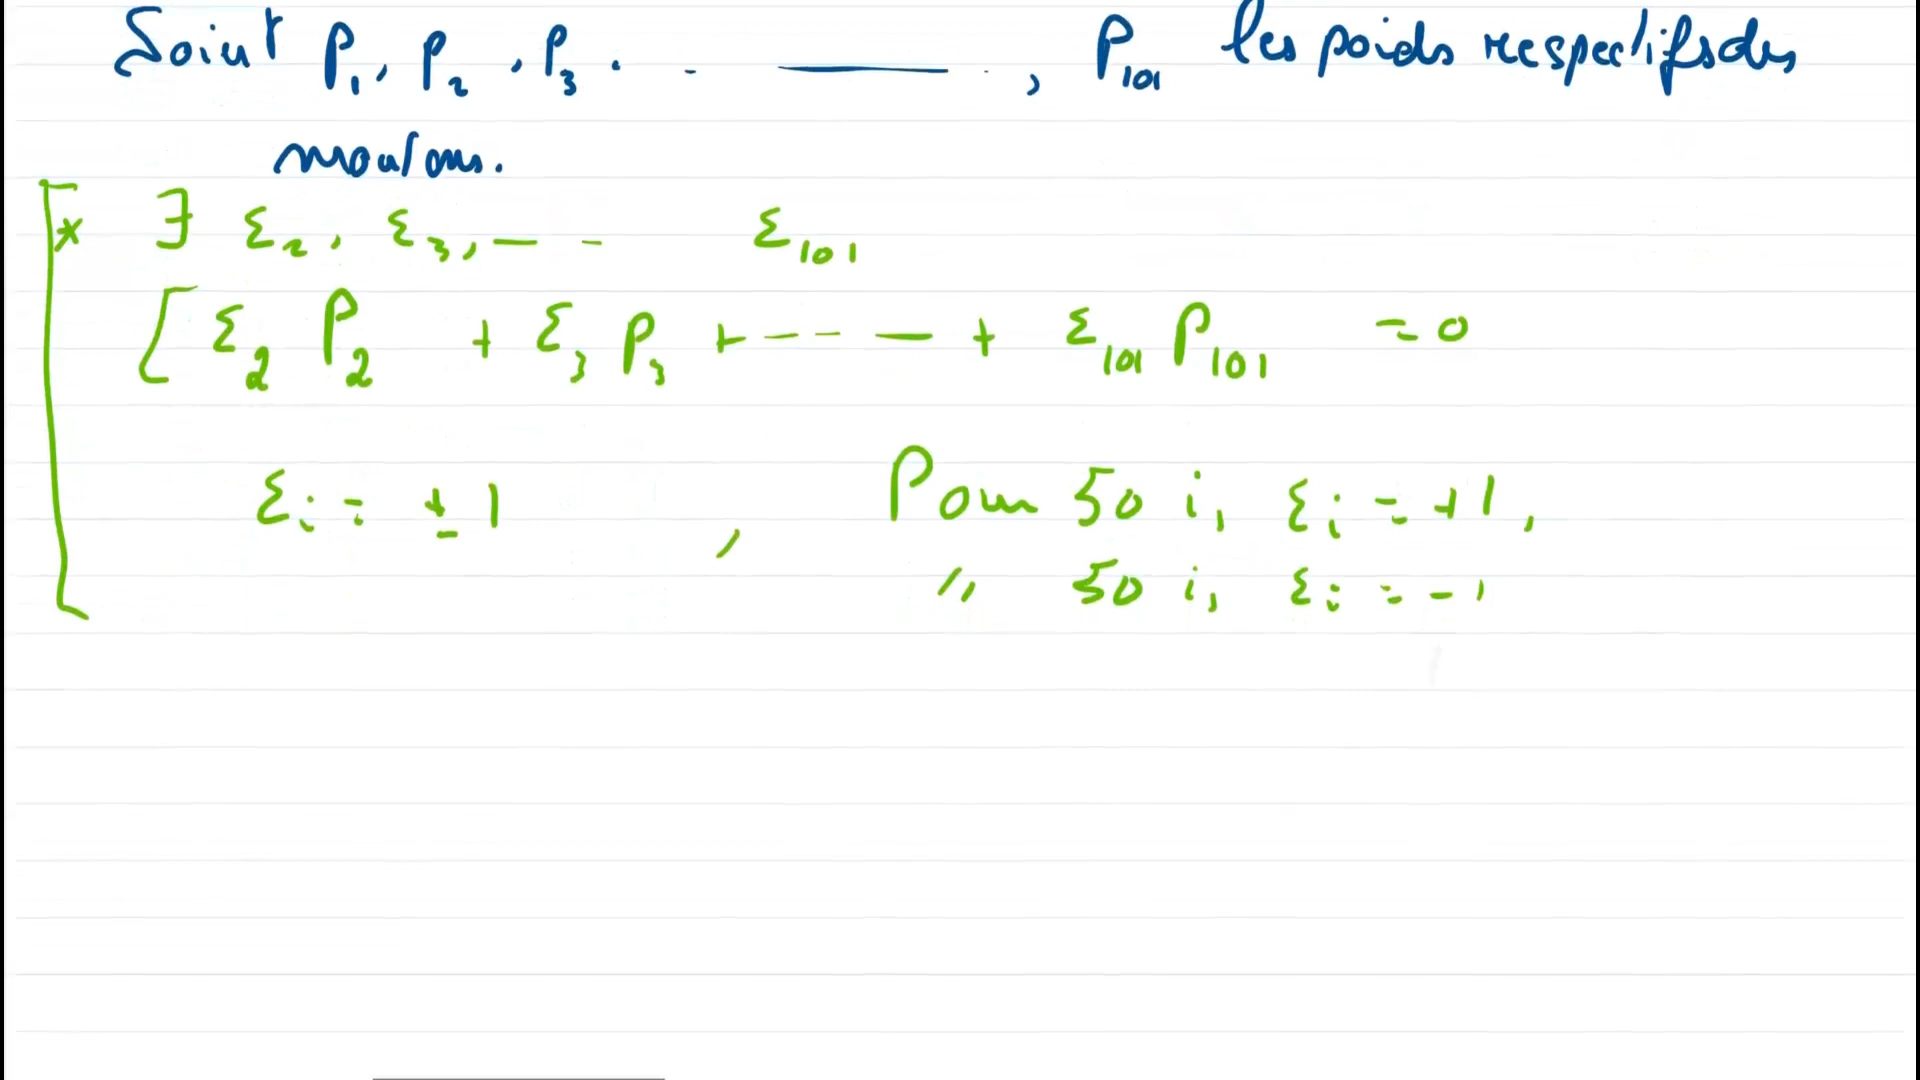 Soient P₁, P₂, P₃ . - ——— ., P₁₀₁ les poids respectifs des
moutons.
* ∃ ε₂, ε₃, — - ε₁₀₁
[ ε₂ P₂ + ε₃ P₃ + --- — + ε₁₀₁ P₁₀₁ = 0
εᵢ = ±1 , Pour 50 i, εᵢ = +1,
〃 50 i, εᵢ = -1